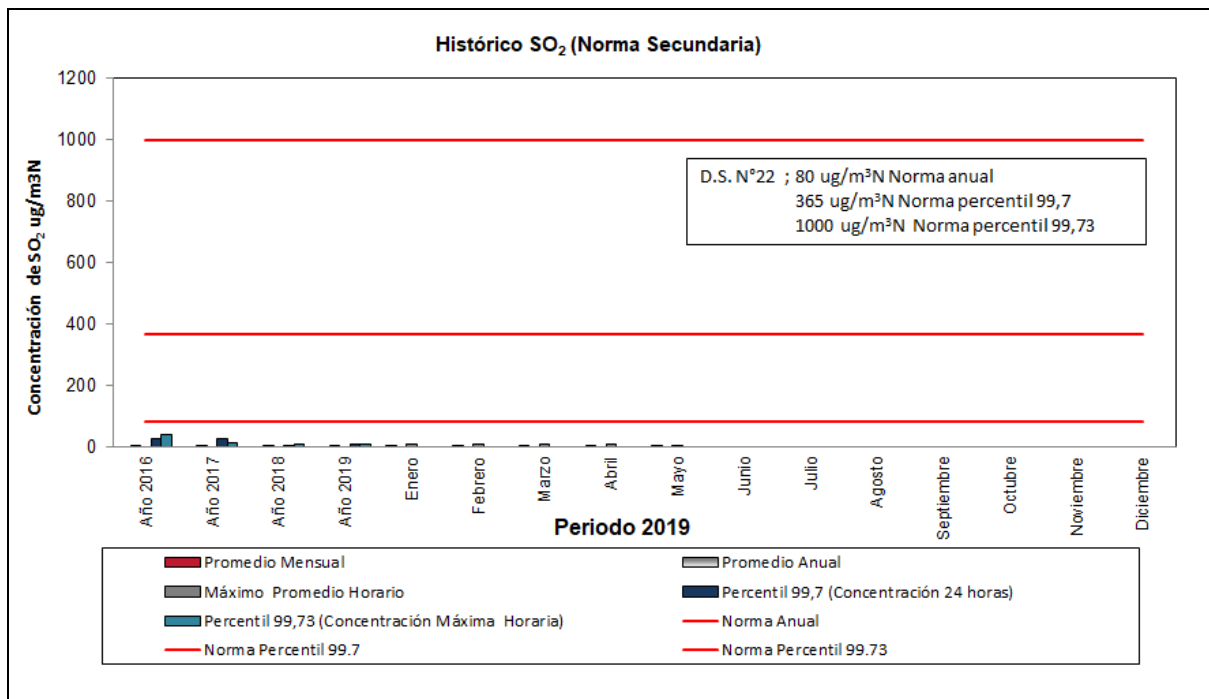 Histórico SO₂ (Norma Secundaria)
Concentración de SO₂ ug/m3N
1200
1000
800
600
400
200
0
D.S. N°22 ; 80 ug/m³N Norma anual
365 ug/m³N Norma percentil 99,7
1000 ug/m³N Norma percentil 99,73
Año 2016
Año 2017
Año 2018
Año 2019
Enero
Febrero
Marzo
Abril
Mayo
Junio
Julio
Agosto
Septiembre
Octubre
Noviembre
Diciembre
Periodo 2019
Promedio Mensual
Promedio Anual
Máximo Promedio Horario
Percentil 99,7 (Concentración 24 horas)
Percentil 99,73 (Concentración Máxima Horaria)
Norma Anual
Norma Percentil 99.7
Norma Percentil 99.73